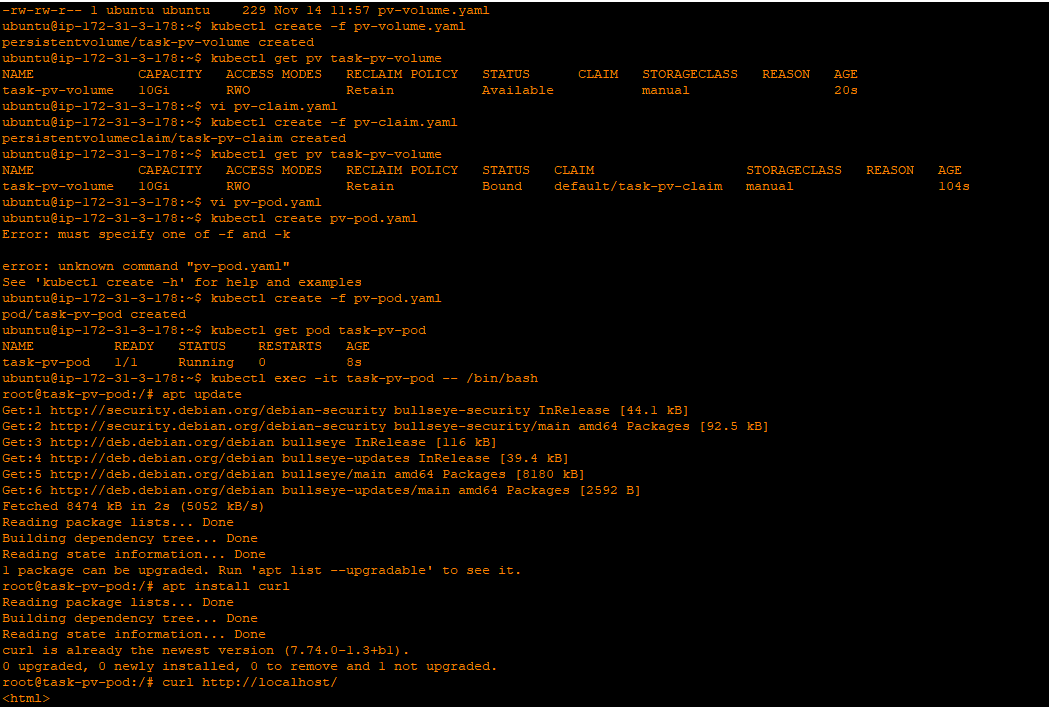 -rw-rw-r-- 1 ubuntu ubuntu    229 Nov 14 11:57 pv-volume.yaml
ubuntu@ip-172-31-3-178:~$ kubectl create -f pv-volume.yaml
persistentvolume/task-pv-volume created
ubuntu@ip-172-31-3-178:~$ kubectl get pv task-pv-volume
NAME             CAPACITY   ACCESS MODES   RECLAIM POLICY   STATUS      CLAIM   STORAGECLASS   REASON   AGE
task-pv-volume   10Gi       RWO            Retain           Available           manual                  20s
ubuntu@ip-172-31-3-178:~$ vi pv-claim.yaml
ubuntu@ip-172-31-3-178:~$ kubectl create -f pv-claim.yaml
persistentvolumeclaim/task-pv-claim created
ubuntu@ip-172-31-3-178:~$ kubectl get pv task-pv-volume
NAME             CAPACITY   ACCESS MODES   RECLAIM POLICY   STATUS   CLAIM                   STORAGECLASS   REASON   AGE
task-pv-volume   10Gi       RWO            Retain           Bound    default/task-pv-claim   manual                  104s
ubuntu@ip-172-31-3-178:~$ vi pv-pod.yaml
ubuntu@ip-172-31-3-178:~$ kubectl create pv-pod.yaml
Error: must specify one of -f and -k

error: unknown command "pv-pod.yaml"
See 'kubectl create -h' for help and examples
ubuntu@ip-172-31-3-178:~$ kubectl create -f pv-pod.yaml
pod/task-pv-pod created
ubuntu@ip-172-31-3-178:~$ kubectl get pod task-pv-pod
NAME          READY   STATUS    RESTARTS   AGE
task-pv-pod   1/1     Running   0          8s
ubuntu@ip-172-31-3-178:~$ kubectl exec -it task-pv-pod -- /bin/bash
root@task-pv-pod:/# apt update
Get:1 http://security.debian.org/debian-security bullseye-security InRelease [44.1 kB]
Get:2 http://security.debian.org/debian-security bullseye-security/main amd64 Packages [92.5 kB]
Get:3 http://deb.debian.org/debian bullseye InRelease [116 kB]
Get:4 http://deb.debian.org/debian bullseye-updates InRelease [39.4 kB]
Get:5 http://deb.debian.org/debian bullseye/main amd64 Packages [8180 kB]
Get:6 http://deb.debian.org/debian bullseye-updates/main amd64 Packages [2592 B]
Fetched 8474 kB in 2s (5052 kB/s)
Reading package lists... Done
Building dependency tree... Done
Reading state information... Done
1 package can be upgraded. Run 'apt list --upgradable' to see it.
root@task-pv-pod:/# apt install curl
Reading package lists... Done
Building dependency tree... Done
Reading state information... Done
curl is already the newest version (7.74.0-1.3+b1).
0 upgraded, 0 newly installed, 0 to remove and 1 not upgraded.
root@task-pv-pod:/# curl http://localhost/
<html>